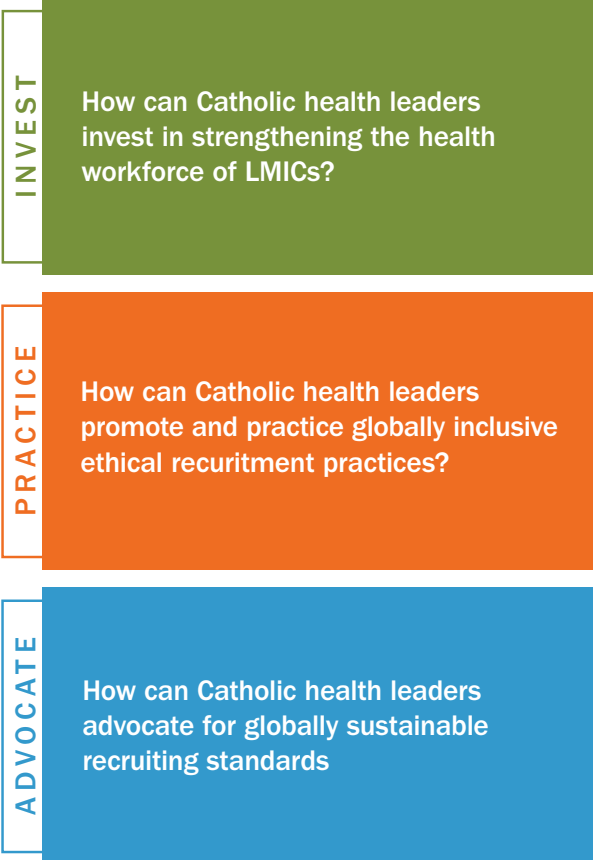 INVEST
How can Catholic health leaders
invest in strengthening the health
workforce of LMICs?
PRACTICE
How can Catholic health leaders
promote and practice globally inclusive
ethical recuritment practices?
ADVOCATE
How can Catholic health leaders
advocate for globally sustainable
recruiting standards